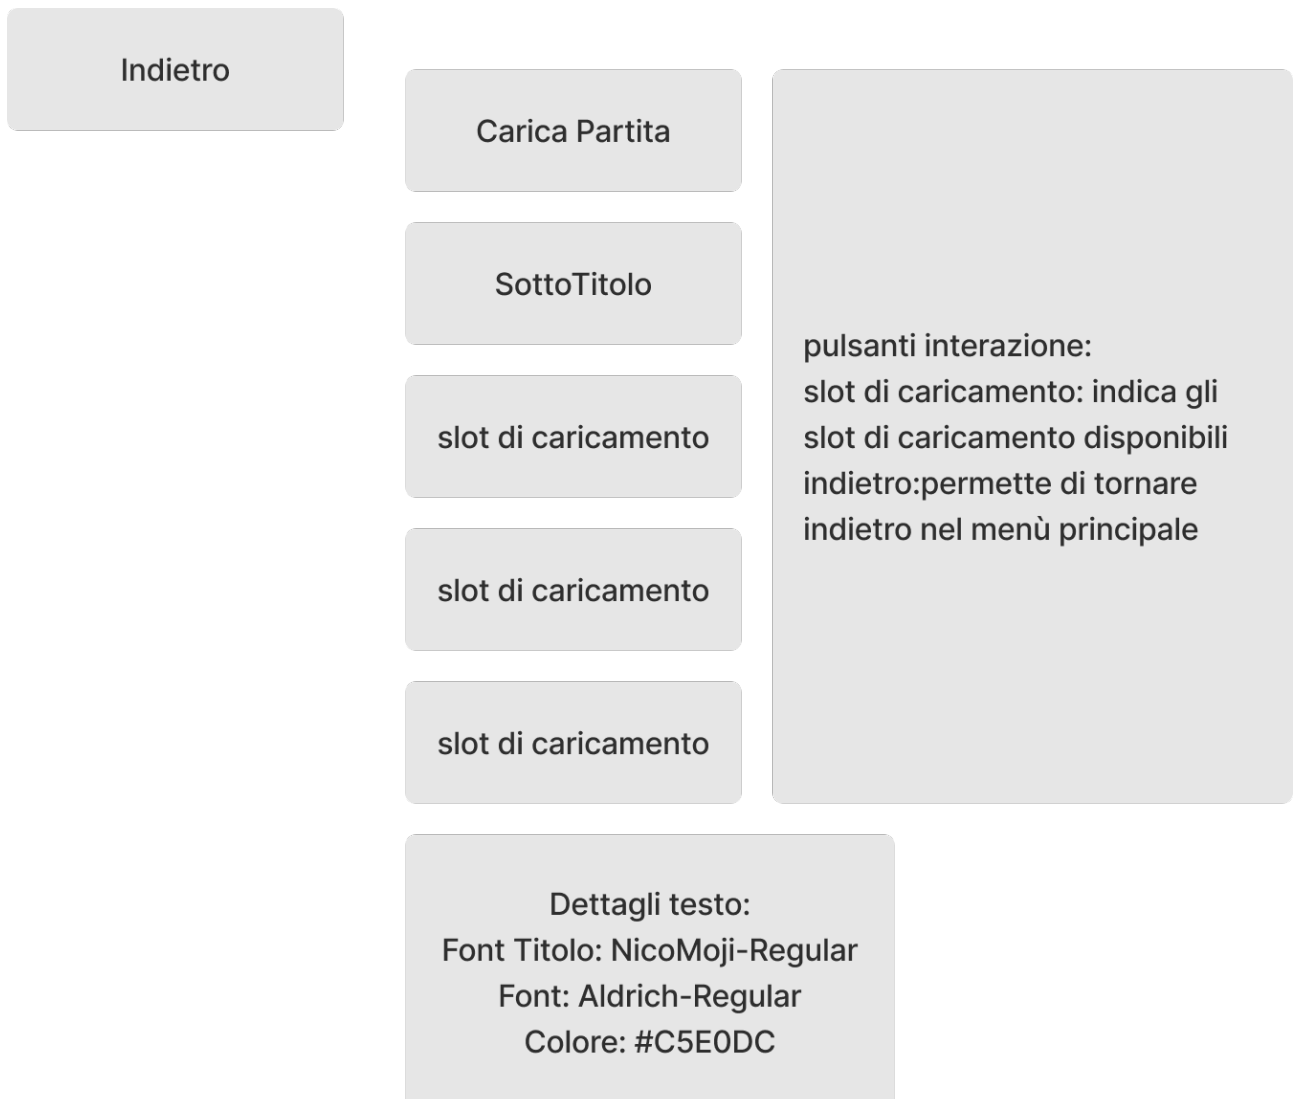 Indietro
Carica Partita
SottoTitolo
slot di caricamento
slot di caricamento
slot di caricamento
pulsanti interazione:
slot di caricamento: indica gli
slot di caricamento disponibili
indietro:permette di tornare
indietro nel menù principale
Dettagli testo:
Font Titolo: NicoMoji-Regular
Font: Aldrich-Regular
Colore: #C5E0DC